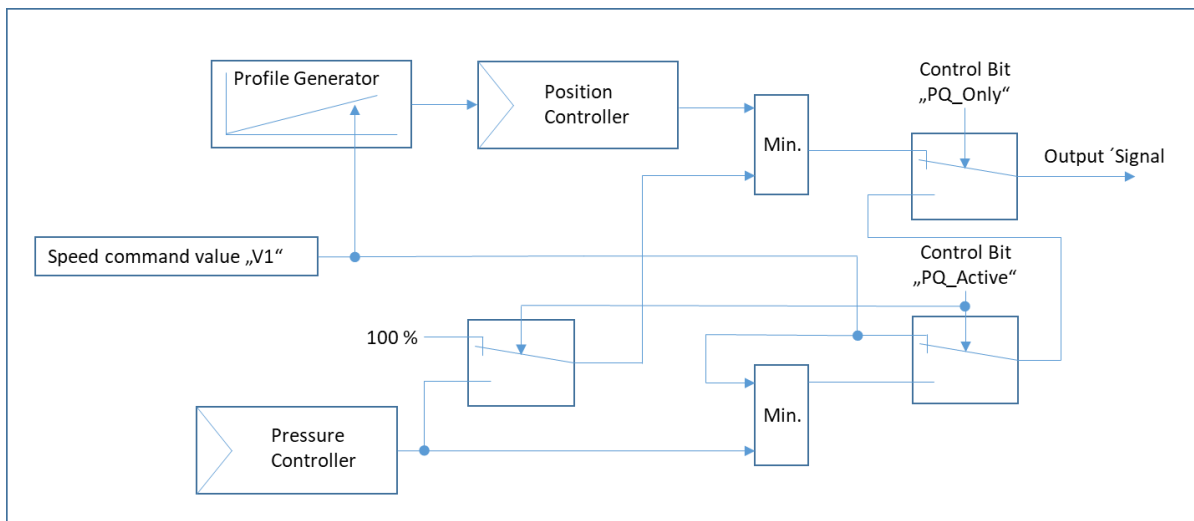 Profile Generator
Position
Controller
Control Bit
„PQ_Only“
Min.
Output ´Signal
Speed command value „V1“
Control Bit
„PQ_Active“
100 %
Min.
Pressure
Controller